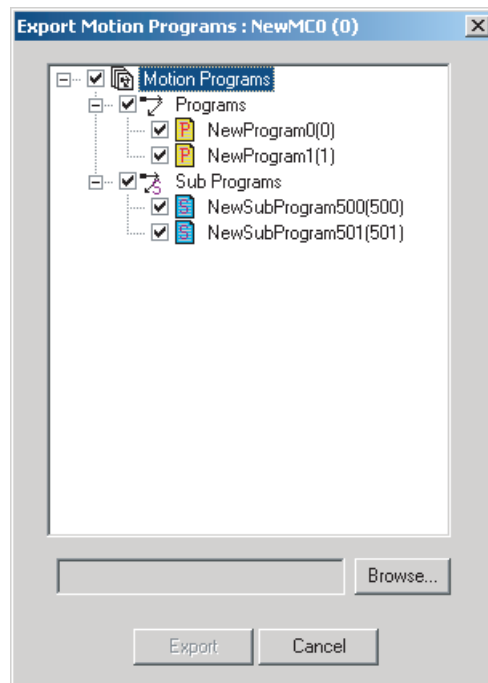 Export Motion Programs : NewMC0 (0)
Motion Programs
Programs
P NewProgram0(0)
P NewProgram1(1)
S Sub Programs
S NewSubProgram500(500)
S NewSubProgram501(501)
Browse...
Export Cancel